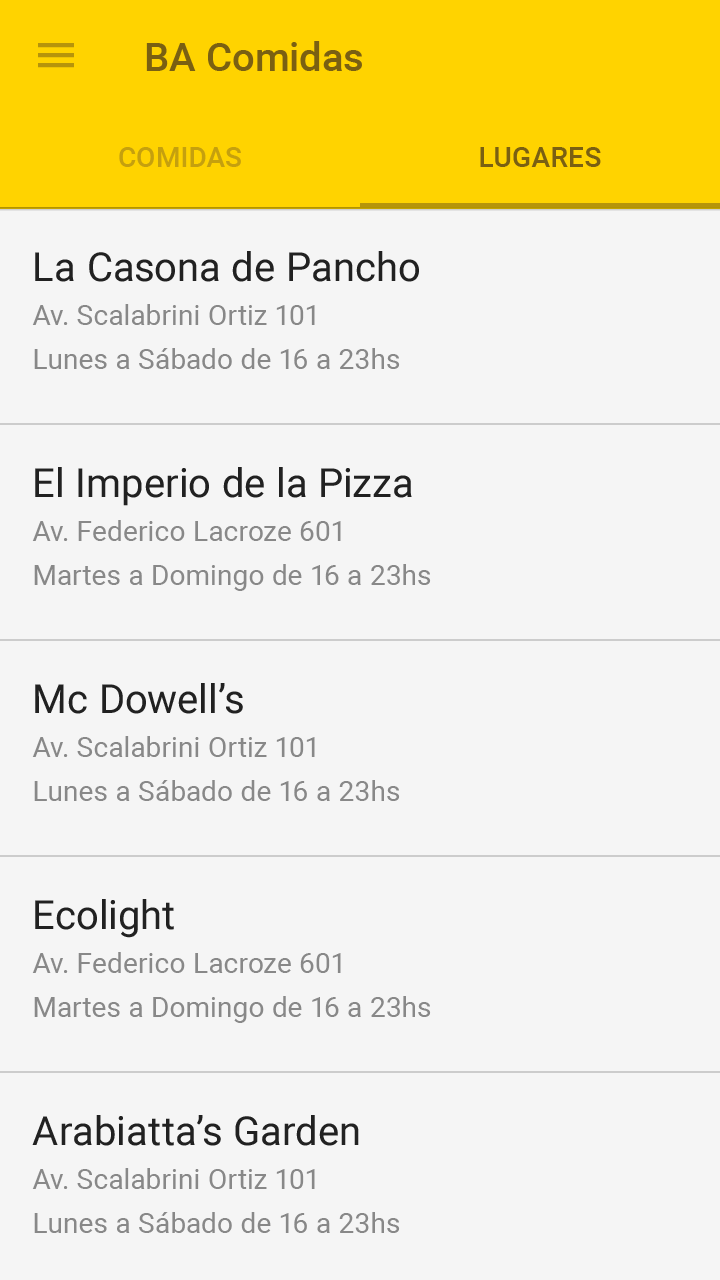 BA Comidas
COMIDAS
LUGARES
La Casona de Pancho
Av. Scalabrini Ortiz 101
Lunes a Sábado de 16 a 23hs
El Imperio de la Pizza
Av. Federico Lacroze 601
Martes a Domingo de 16 a 23hs
Mc Dowell’s
Av. Scalabrini Ortiz 101
Lunes a Sábado de 16 a 23hs
Ecolight
Av. Federico Lacroze 601
Martes a Domingo de 16 a 23hs
Arabiatta’s Garden
Av. Scalabrini Ortiz 101
Lunes a Sábado de 16 a 23hs